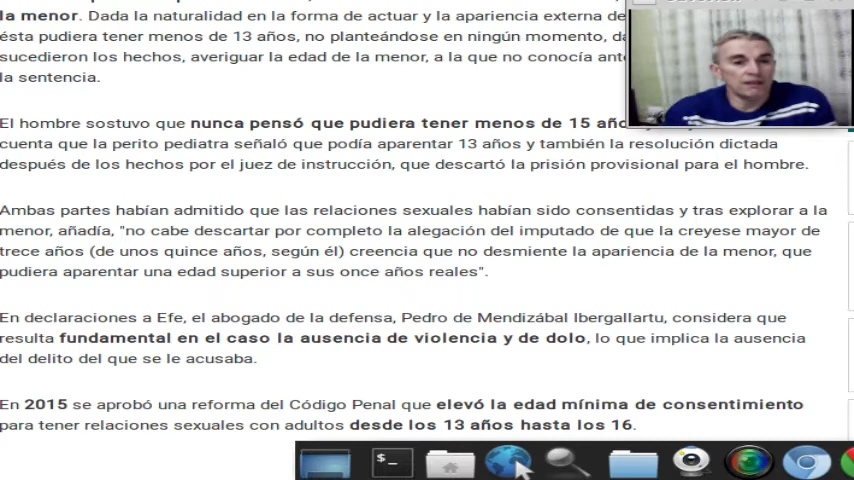 la menor. Dada la naturalidad en la forma de actuar y la apariencia externa de
ésta pudiera tener menos de 13 años, no planteándose en ningún momento,
sucedieron los hechos, averiguar la edad de la menor, a la que no conocía
la sentencia.
El hombre sostuvo que nunca pensó que pudiera tener menos de 15
cuenta que la perito pediatra señaló que podía aparentar 13 años y también la resolución dictada
después de los hechos por el juez de instrucción, que descartó la prisión provisional para el hombre.
Ambas partes habían admitido que las relaciones sexuales habían sido consentidas y tras explorar a la
menor, añadía, "no cabe descartar por completo la alegación del imputado de que la creyese mayor de
trece años (de unos quince años, según él) creencia que no desmiente la apariencia de la menor, que
pudiera aparentar una edad superior a sus once años reales".
En declaraciones a Efe, el abogado de la defensa, Pedro de Mendizábal Ibergallartu, considera que
resulta fundamental en el caso la ausencia de violencia y de dolo, lo que implica la ausencia
del delito del que se le acusaba.
En 2015 se aprobó una reforma del Código Penal que elevó la edad mínima de consentimiento
para tener relaciones sexuales con adultos desde los 13 años hasta los 16.
$_